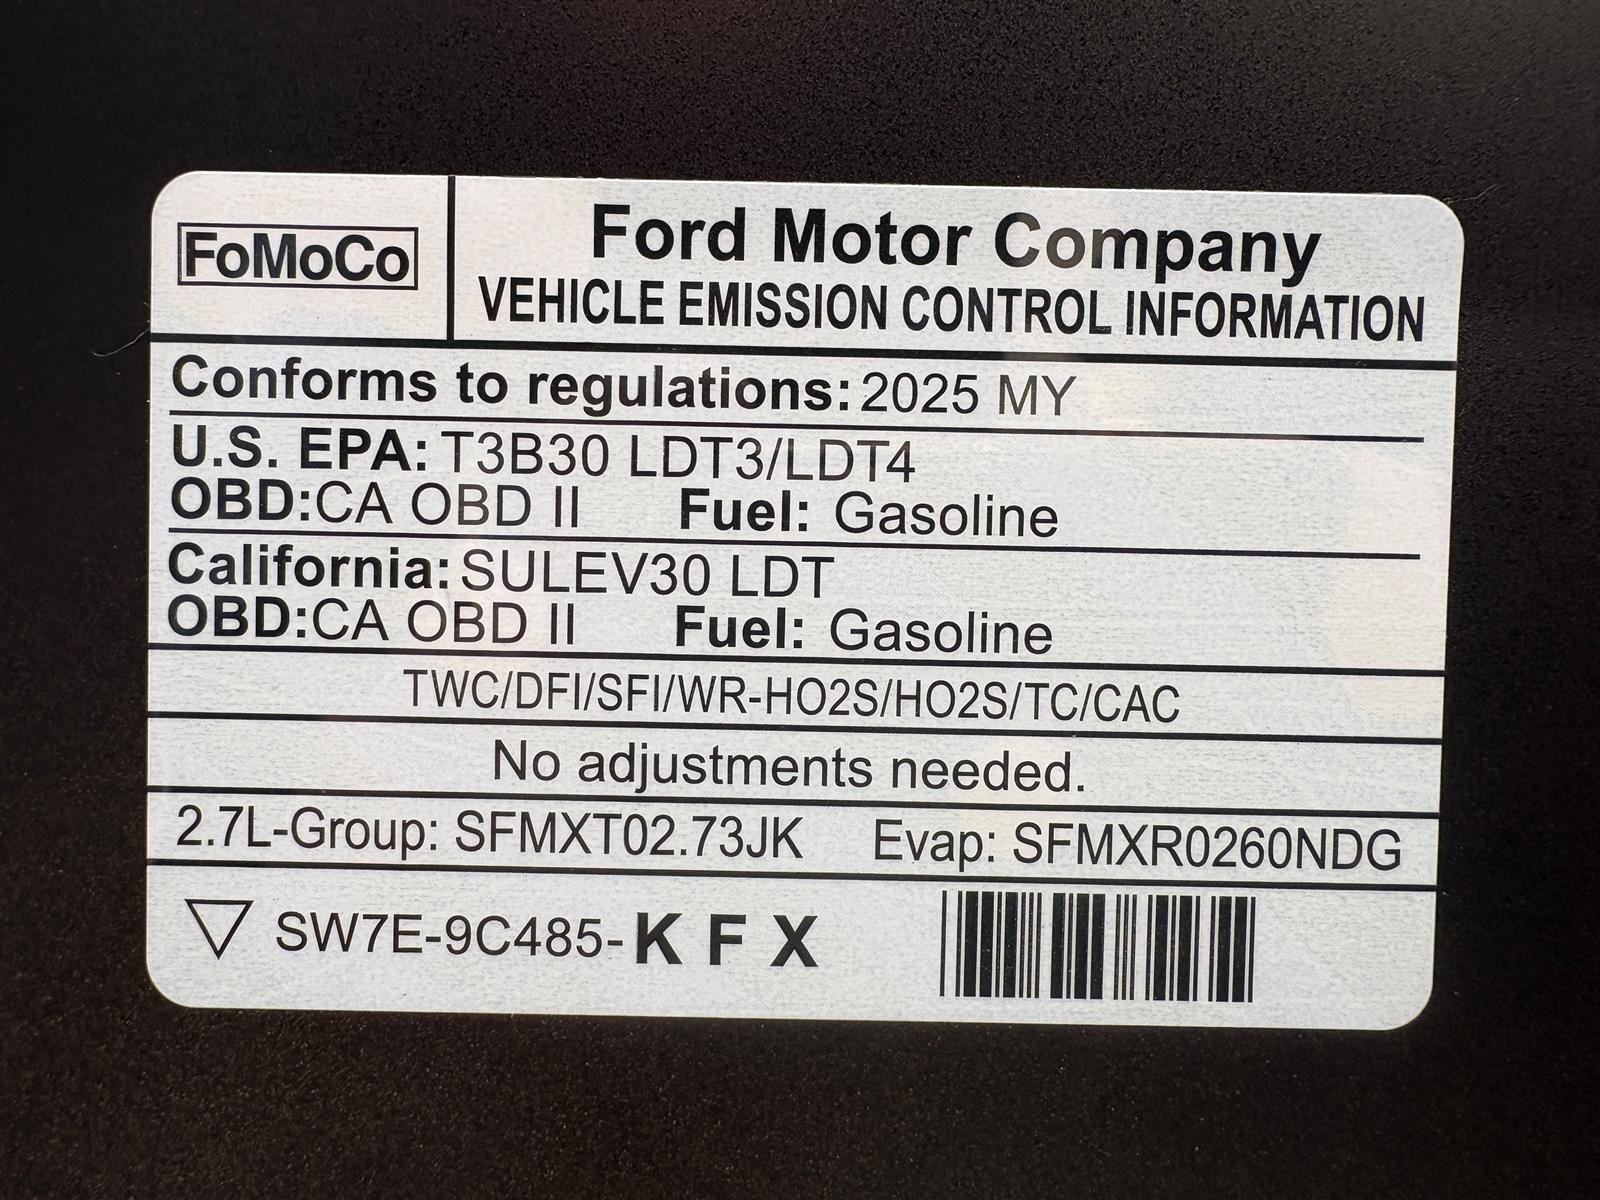 FoMoCo
Ford Motor Company
VEHICLE EMISSION CONTROL INFORMATION
Conforms to regulations: 2025 MY
U.S. EPA: T3B30 LDT3/LDT4
OBD:CA OBD II Fuel: Gasoline
California: SULEV30 LDT
OBD:CA OBD II Fuel: Gasoline
TWC/DFI/SFI/WR-HO2S/HO2S/TC/CAC
No adjustments needed.
2.7L-Group: SFMXT02.73JK Evap: SFMXR0260NDG
SW7E-9C485-K F X